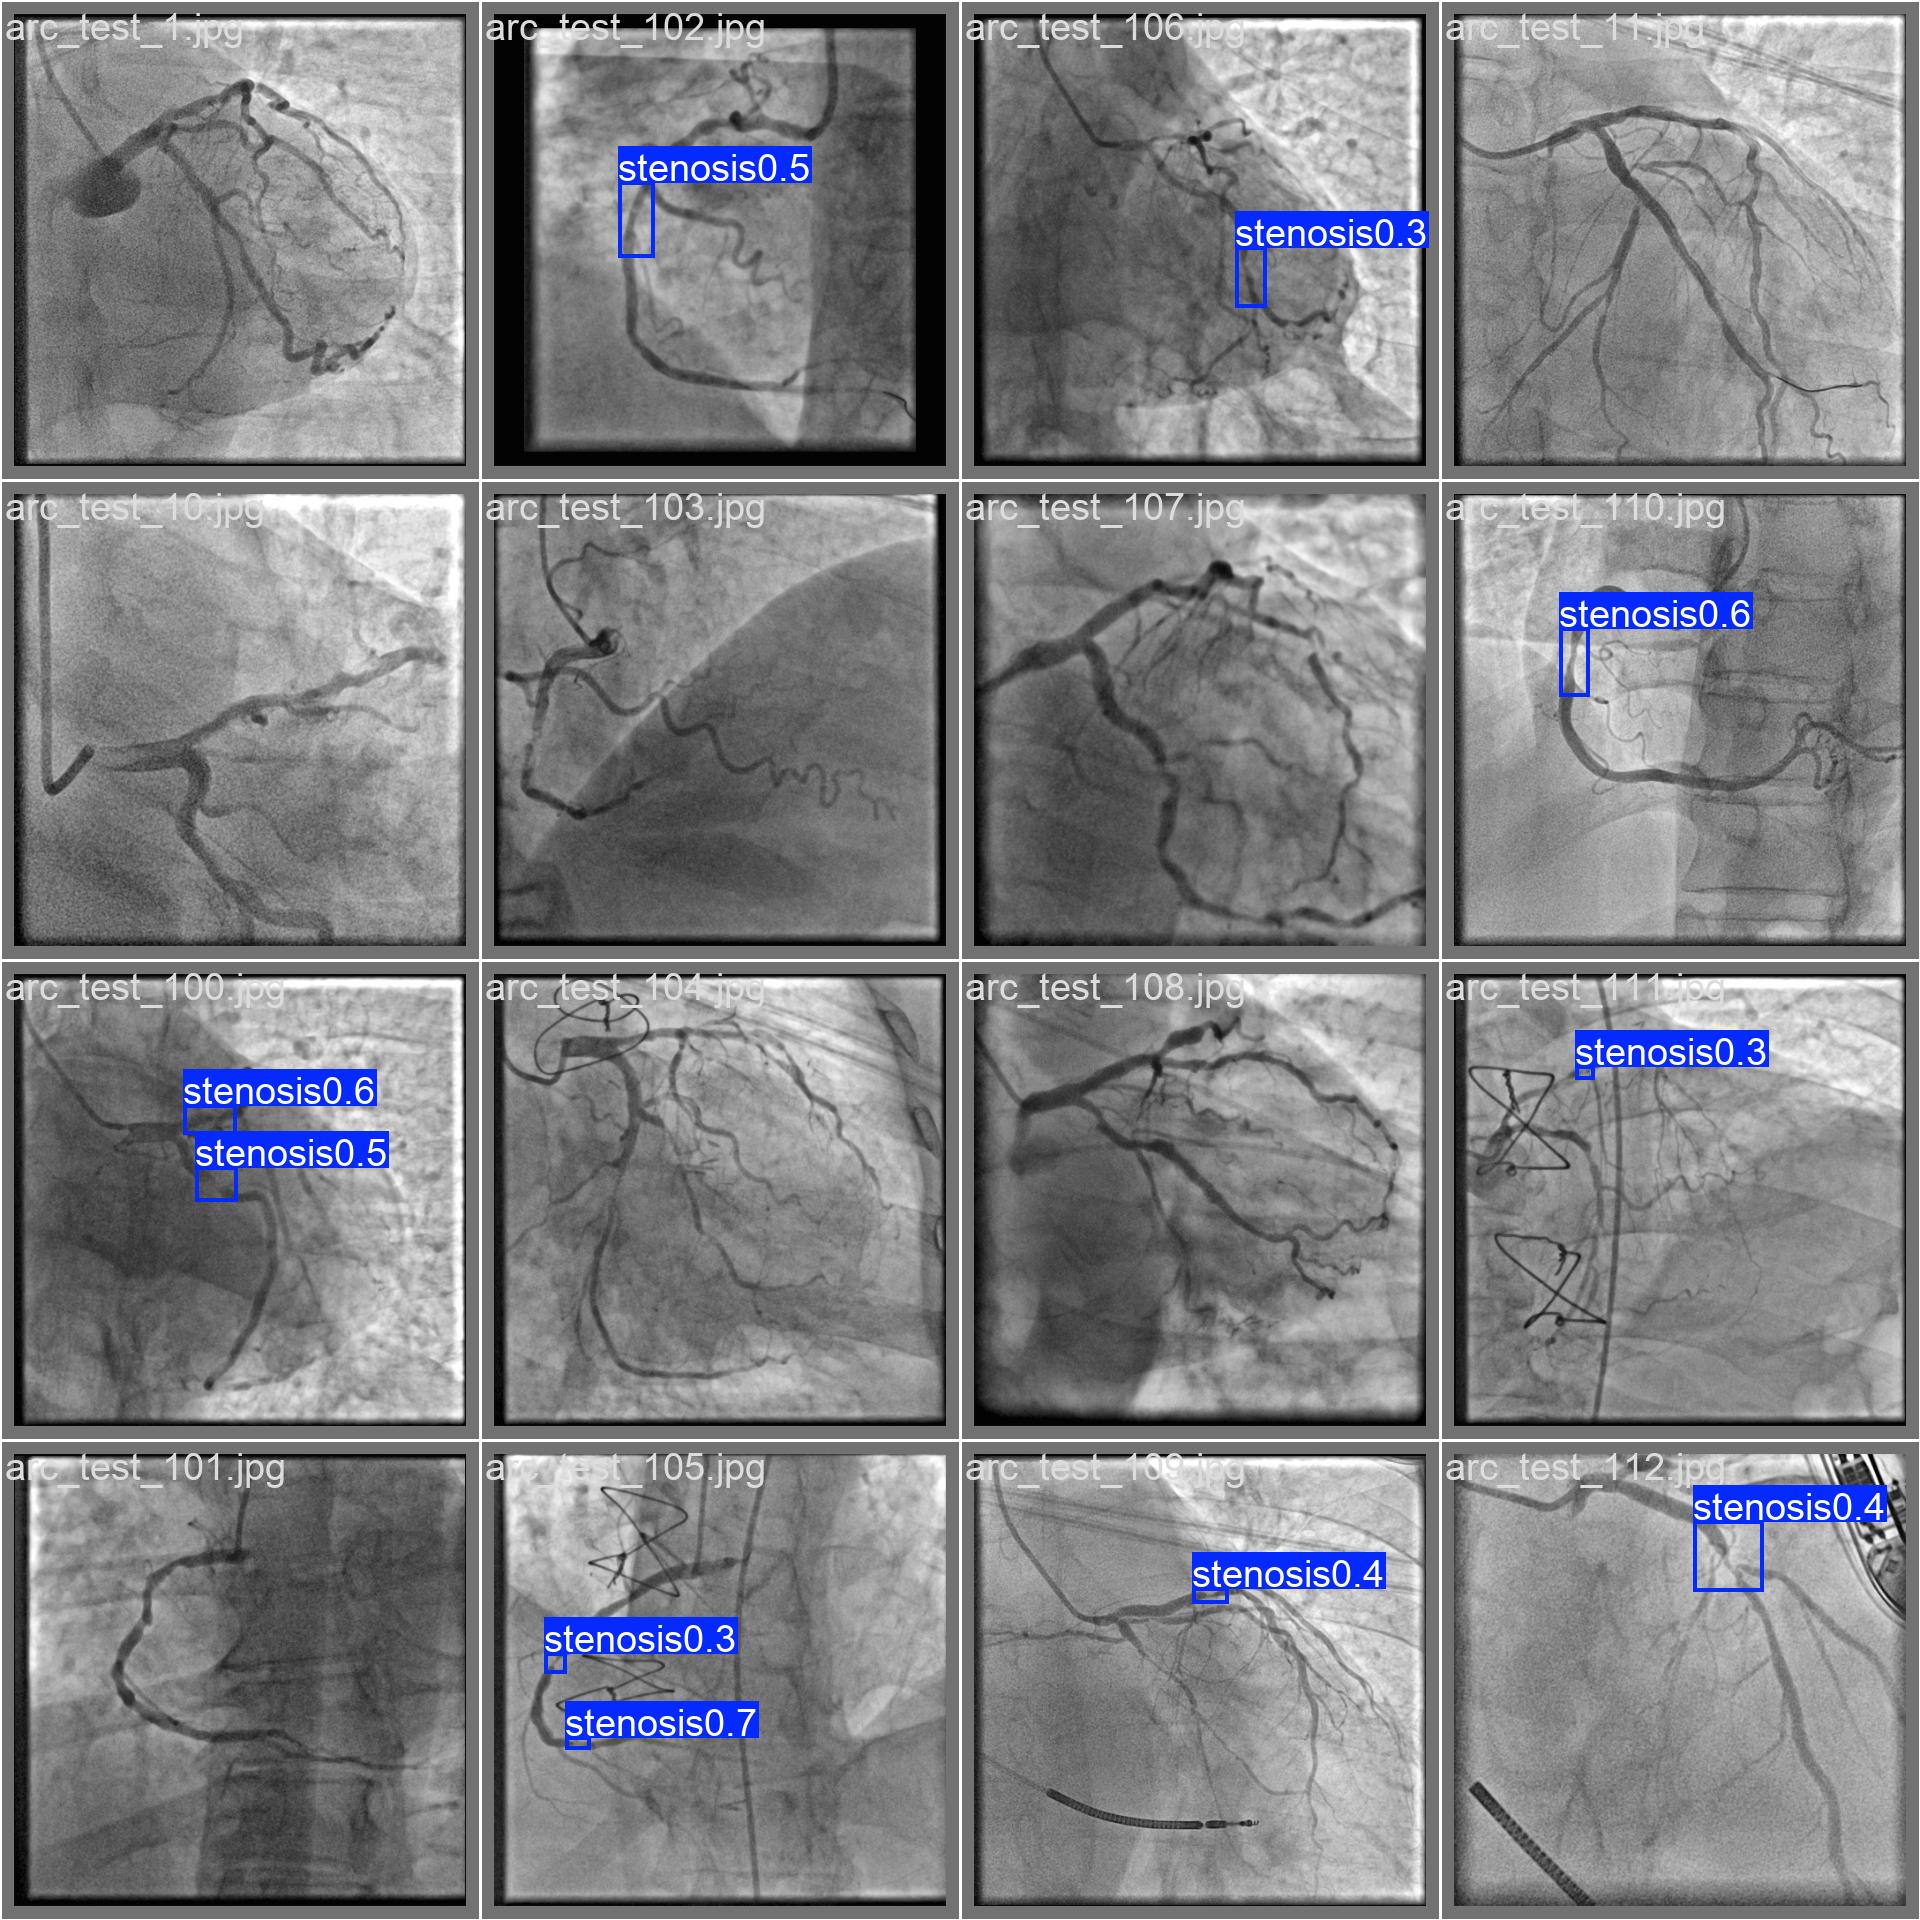 arc_test_1.jpg
arc_test_102.jpg
arc_test_106.jpg
arc_test_11.jpg
stenosis0.5
stenosis0.3
arc_test_10.jpg
arc_test_103.jpg
arc_test_107.jpg
arc_test_110.jpg
stenosis0.6
arc_test_100.jpg
arc_test_104.jpg
arc_test_108.jpg
arc_test_111.jpg
stenosis0.6
stenosis0.5
stenosis0.3
arc_test_101.jpg
arc_test_105.jpg
arc_test_109.jpg
arc_test_112.jpg
stenosis0.3
stenosis0.7
stenosis0.4
stenosis0.4